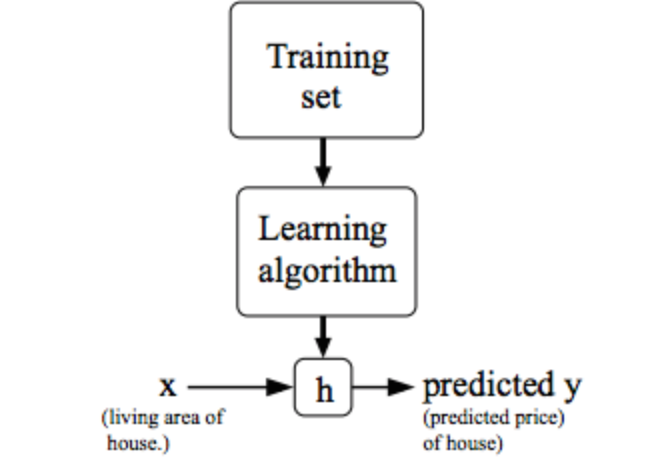 Training
set
Learning
algorithm
x
h
predicted y
(living area of
house.)
(predicted price)
of house)